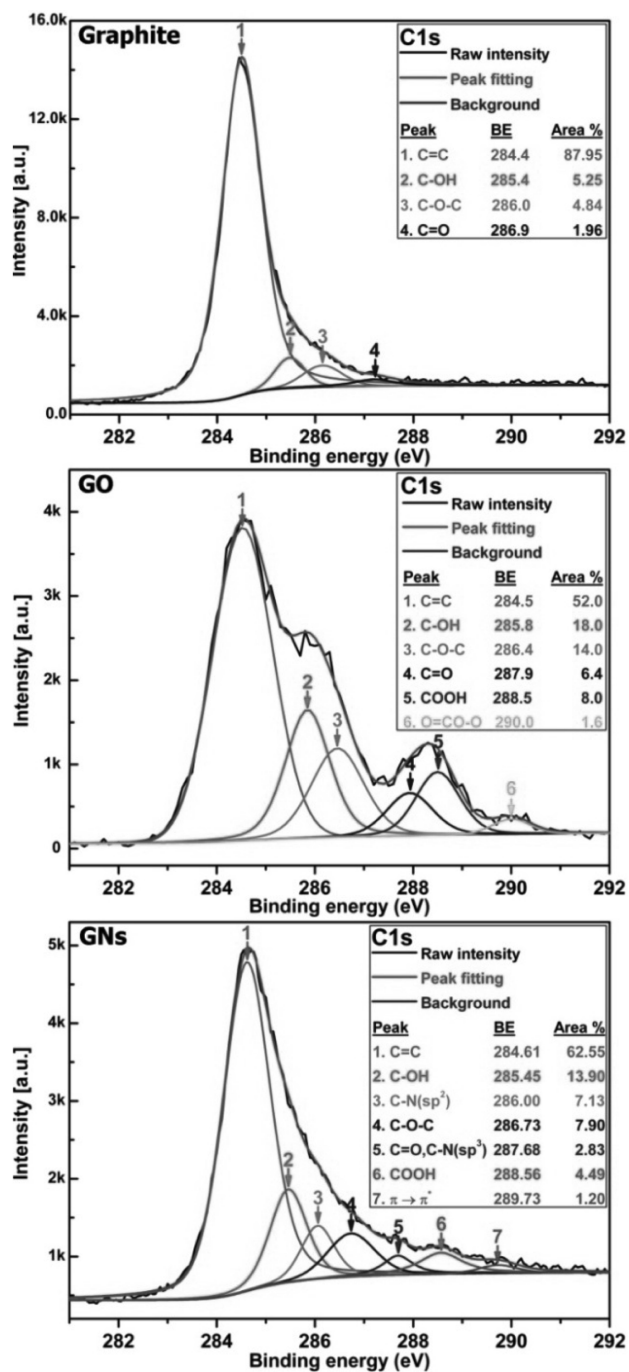 Graphite
C1s
Raw intensity
Peak fitting
Background
Peak BE Area %
1. C=C 284.4 87.95
2. C-OH 285.4 5.25
3. C-O-C 286.0 4.84
4. C=O 286.9 1.96
1
2
3
4
16.0k
12.0k
8.0k
4.0k
0.0
Intensity [a.u.]
282 284 286 288 290 292
Binding energy (eV)
GO
C1s
Raw intensity
Peak fitting
Background
Peak BE Area %
1. C=C 284.5 52.0
2. C-OH 285.8 18.0
3. C-O-C 286.4 14.0
4. C=O 287.9 6.4
5. COOH 288.5 8.0
6. O=CO-O 290.0 1.6
1
2
3
4
5
6
4k
3k
2k
1k
0
Intensity [a.u.]
282 284 286 288 290 292
Binding energy (eV)
GNs
C1s
Raw intensity
Peak fitting
Background
Peak BE Area %
1. C=C 284.61 62.55
2. C-OH 285.45 13.90
3. C-N(sp²) 286.00 7.13
4. C-O-C 286.73 7.90
5. C=O,C-N(sp³) 287.68 2.83
6. COOH 288.56 4.49
7. π→π* 289.73 1.20
1
2
3
4
5
6
7
5k
4k
3k
2k
1k
Intensity [a.u.]
282 284 286 288 290 292
Binding energy (eV)